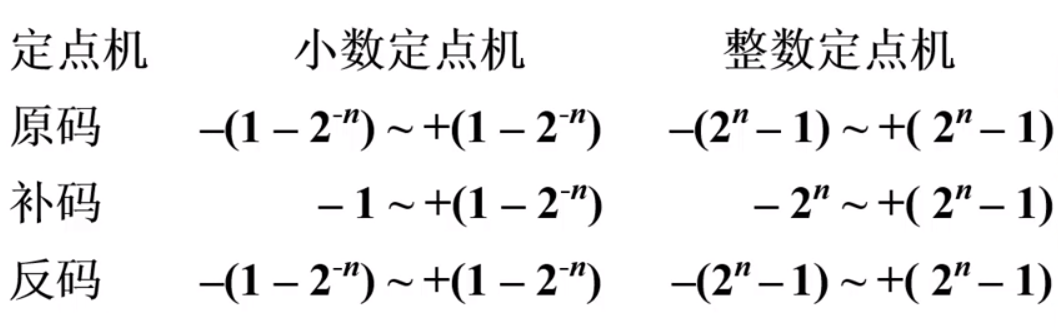 定点机 小数定点机 整数定点机
原码 –(1 – 2⁻ⁿ) ~ +(1 – 2⁻ⁿ) –(2ⁿ – 1) ~ +( 2ⁿ – 1)
补码 – 1 ~ +(1 – 2⁻ⁿ) – 2ⁿ ~ +( 2ⁿ – 1)
反码 –(1 – 2⁻ⁿ) ~ +(1 – 2⁻ⁿ) –(2ⁿ – 1) ~ +( 2ⁿ – 1)